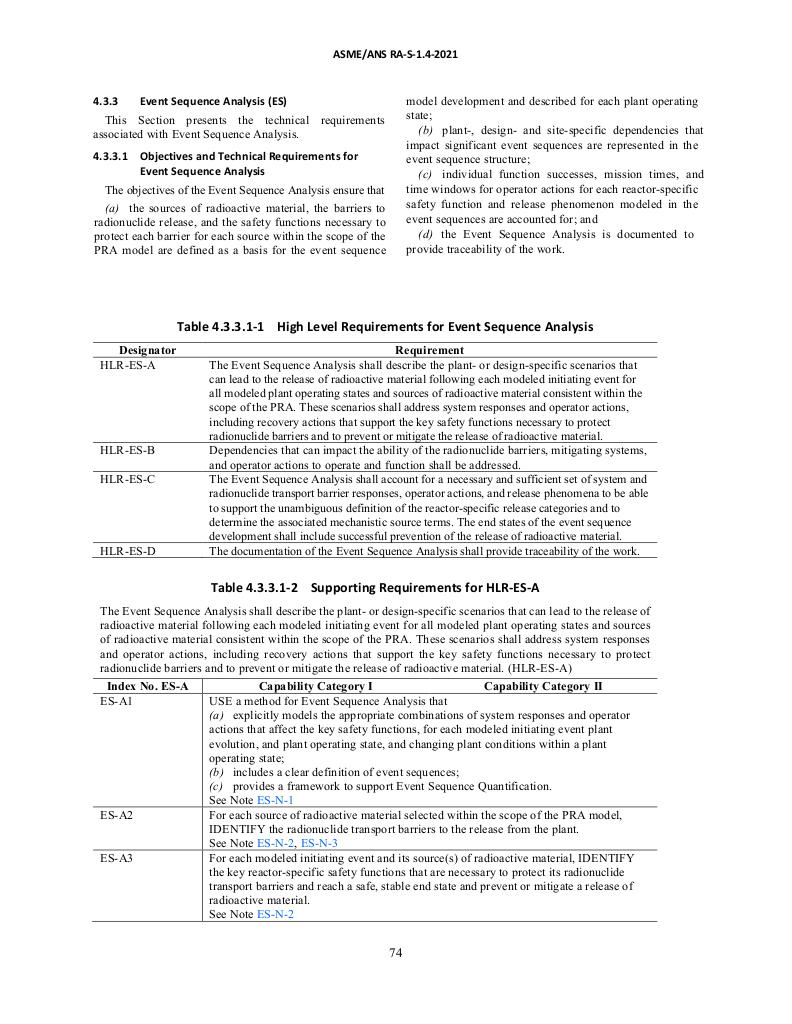 ASME/ANS RA-S-1.4-2021
4.3.3 Event Sequence Analysis (ES)
This Section presents the technical requirements
associated with Event Sequence Analysis.
4.3.3.1 Objectives and Technical Requirements for
Event Sequence Analysis
The objectives of the Event Sequence Analysis ensure that
(a) the sources of radioactive material, the barriers to
radionuclide release, and the safety functions necessary to
protect each barrier for each source within the scope of the
PRA model are defined as a basis for the event sequence
model development and described for each plant operating
state;
(b) plant-, design- and site-specific dependencies that
impact significant event sequences are represented in the
event sequence structure;
(c) individual function successes, mission times, and
time windows for operator actions for each reactor-specific
safety function and release phenomenon modeled in the
event sequences are accounted for; and
(d) the Event Sequence Analysis is documented to
provide traceability of the work.
Table 4.3.3.1-1 High Level Requirements for Event Sequence Analysis
Designator Requirement
HLR-ES-A The Event Sequence Analysis shall describe the plant- or design-specific scenarios that
can lead to the release of radioactive material following each modeled initiating event for
all modeled plant operating states and sources of radioactive material consistent within the
scope of the PRA. These scenarios shall address system responses and operator actions,
including recovery actions that support the key safety functions necessary to protect
radionuclide barriers and to prevent or mitigate the release of radioactive material.
HLR-ES-B Dependencies that can impact the ability of the radionuclide barriers, mitigating systems,
and operator actions to operate and function shall be addressed.
HLR-ES-C The Event Sequence Analysis shall account for a necessary and sufficient set of system and
radionuclide transport barrier responses, operator actions, and release phenomena to be able
to support the unambiguous definition of the reactor-specific release categories and to
determine the associated mechanistic source terms. The end states of the event sequence
development shall include successful prevention of the release of radioactive material.
HLR-ES-D The documentation of the Event Sequence Analysis shall provide traceability of the work.
Table 4.3.3.1-2 Supporting Requirements for HLR-ES-A
The Event Sequence Analysis shall describe the plant- or design-specific scenarios that can lead to the release of
radioactive material following each modeled initiating event for all modeled plant operating states and sources
of radioactive material consistent within the scope of the PRA. These scenarios shall address system responses
and operator actions, including recovery actions that support the key safety functions necessary to protect
radionuclide barriers and to prevent or mitigate the release of radioactive material. (HLR-ES-A)
Index No. ES-A Capability Category I Capability Category II
ES-A1 USE a method for Event Sequence Analysis that
(a) explicitly models the appropriate combinations of system responses and operator
actions that affect the key safety functions, for each modeled initiating event plant
evolution, and plant operating state, and changing plant conditions within a plant
operating state;
(b) includes a clear definition of event sequences;
(c) provides a framework to support Event Sequence Quantification.
See Note ES-N-1
ES-A2 For each source of radioactive material selected within the scope of the PRA model,
IDENTIFY the radionuclide transport barriers to the release from the plant.
See Note ES-N-2, ES-N-3
ES-A3 For each modeled initiating event and its source(s) of radioactive material, IDENTIFY
the key reactor-specific safety functions that are necessary to protect its radionuclide
transport barriers and reach a safe, stable end state and prevent or mitigate a release of
radioactive material.
See Note ES-N-2
74